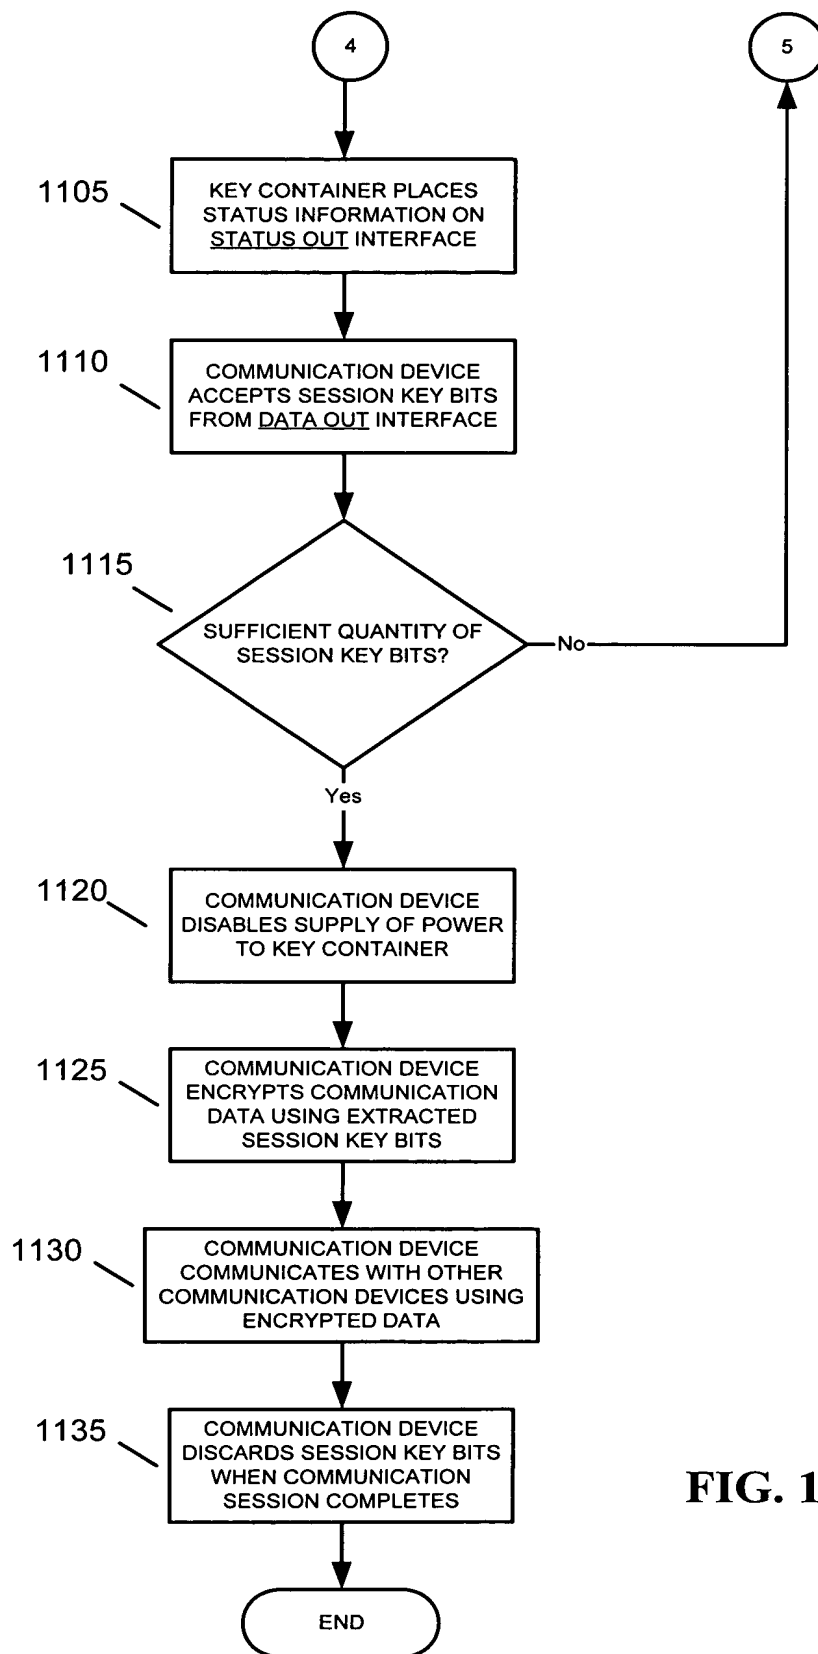 4
5
1105
KEY CONTAINER PLACES
STATUS INFORMATION ON
STATUS OUT INTERFACE
1110
COMMUNICATION DEVICE
ACCEPTS SESSION KEY BITS
FROM DATA OUT INTERFACE
1115
SUFFICIENT QUANTITY OF
SESSION KEY BITS?
No
Yes
1120
COMMUNICATION DEVICE
DISABLES SUPPLY OF POWER
TO KEY CONTAINER
1125
COMMUNICATION DEVICE
ENCRYPTS COMMUNICATION
DATA USING EXTRACTED
SESSION KEY BITS
1130
COMMUNICATION DEVICE
COMMUNICATES WITH OTHER
COMMUNICATION DEVICES USING
ENCRYPTED DATA
1135
COMMUNICATION DEVICE
DISCARDS SESSION KEY BITS
WHEN COMMUNICATION
SESSION COMPLETES
FIG. 1
END